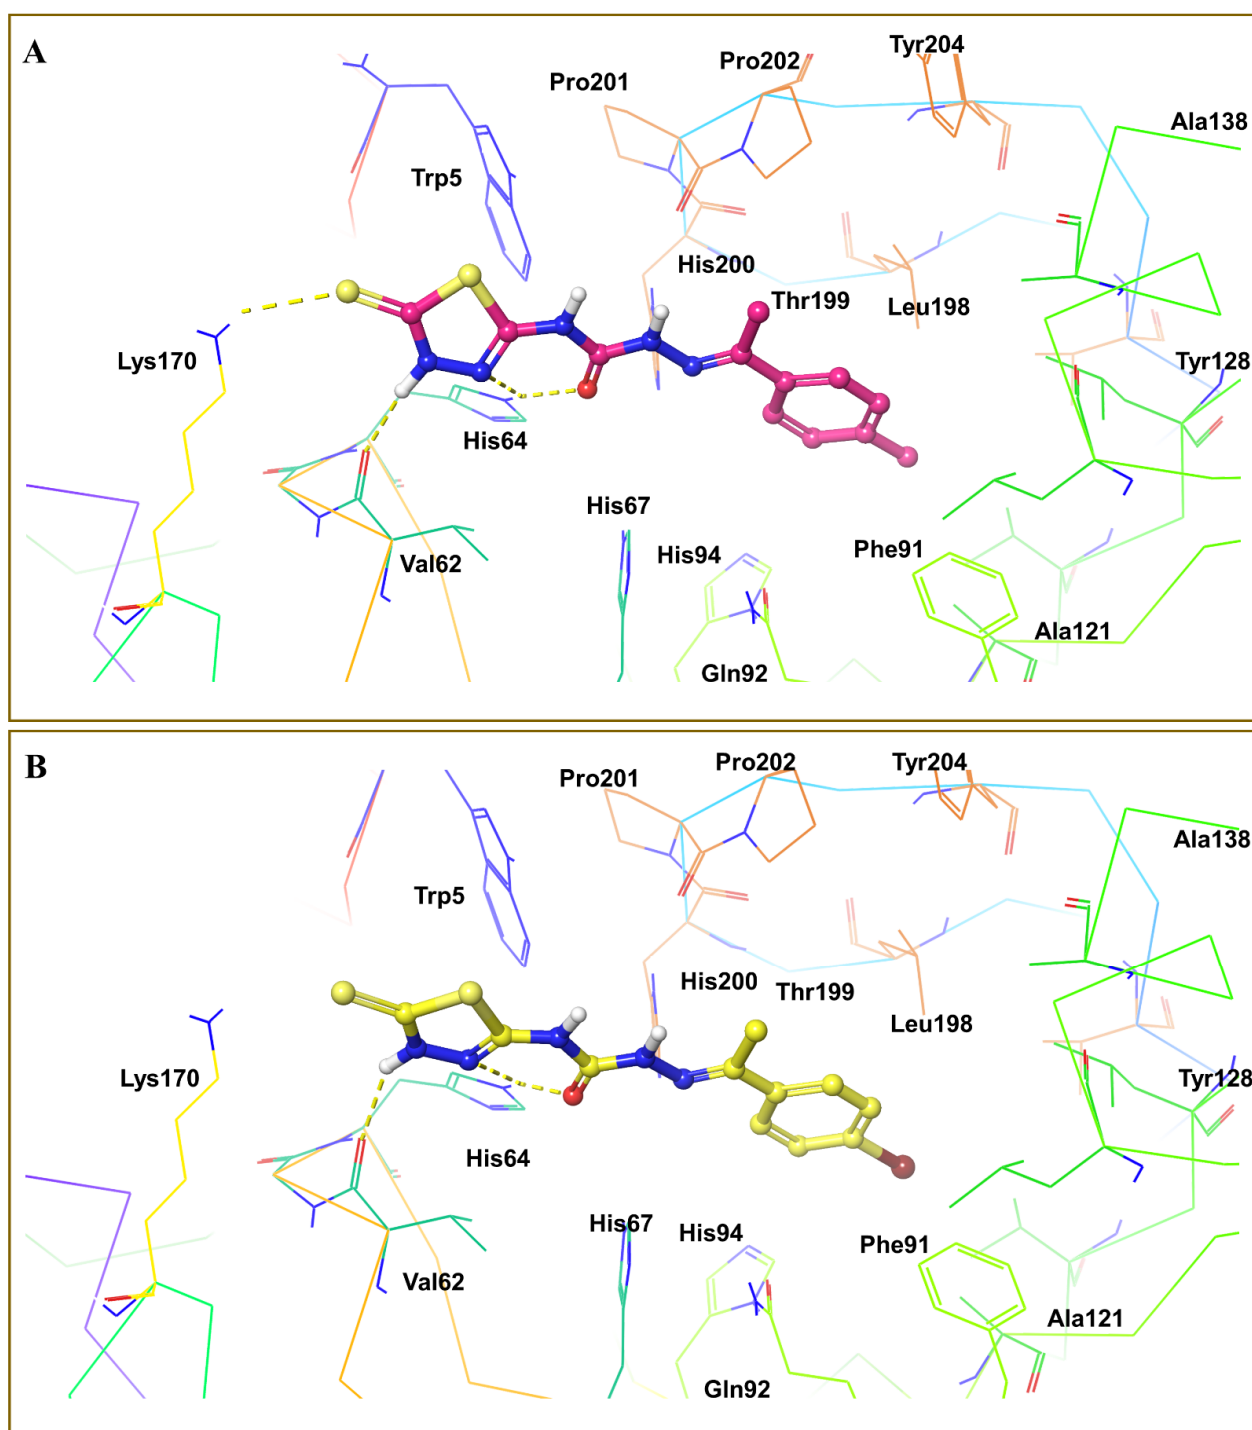 A
Tyr204
Pro202
Pro201
Ala138
Trp5
His200
Thr199
Leu198
Lys170
Tyr128
His64
His67
His94
Phe91
Val62
Ala121
Gln92
B
Pro202
Tyr204
Pro201
Ala138
Trp5
His200
Thr199
Leu198
Lys170
Tyr128
His64
His67
His94
Phe91
Val62
Ala121
Gln92